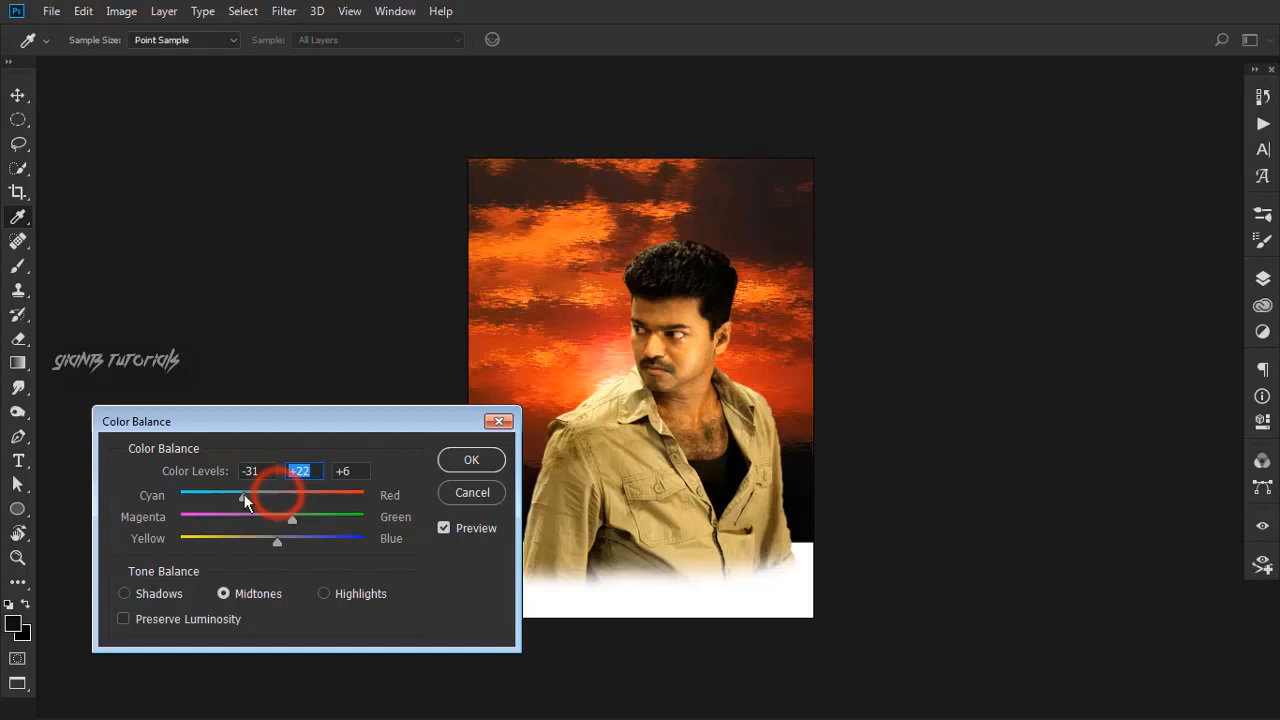 Ps File Edit Image Layer Type Select Filter 3D View Window Help
Sample Size: Point Sample Sample: All Layers
GIANTS TUTORIALS
Color Balance
Color Balance
Color Levels: -31 +22 +6
Cyan Red
Magenta Green
Yellow Blue
Tone Balance
Shadows Midtones Highlights
Preserve Luminosity
OK
Cancel
Preview